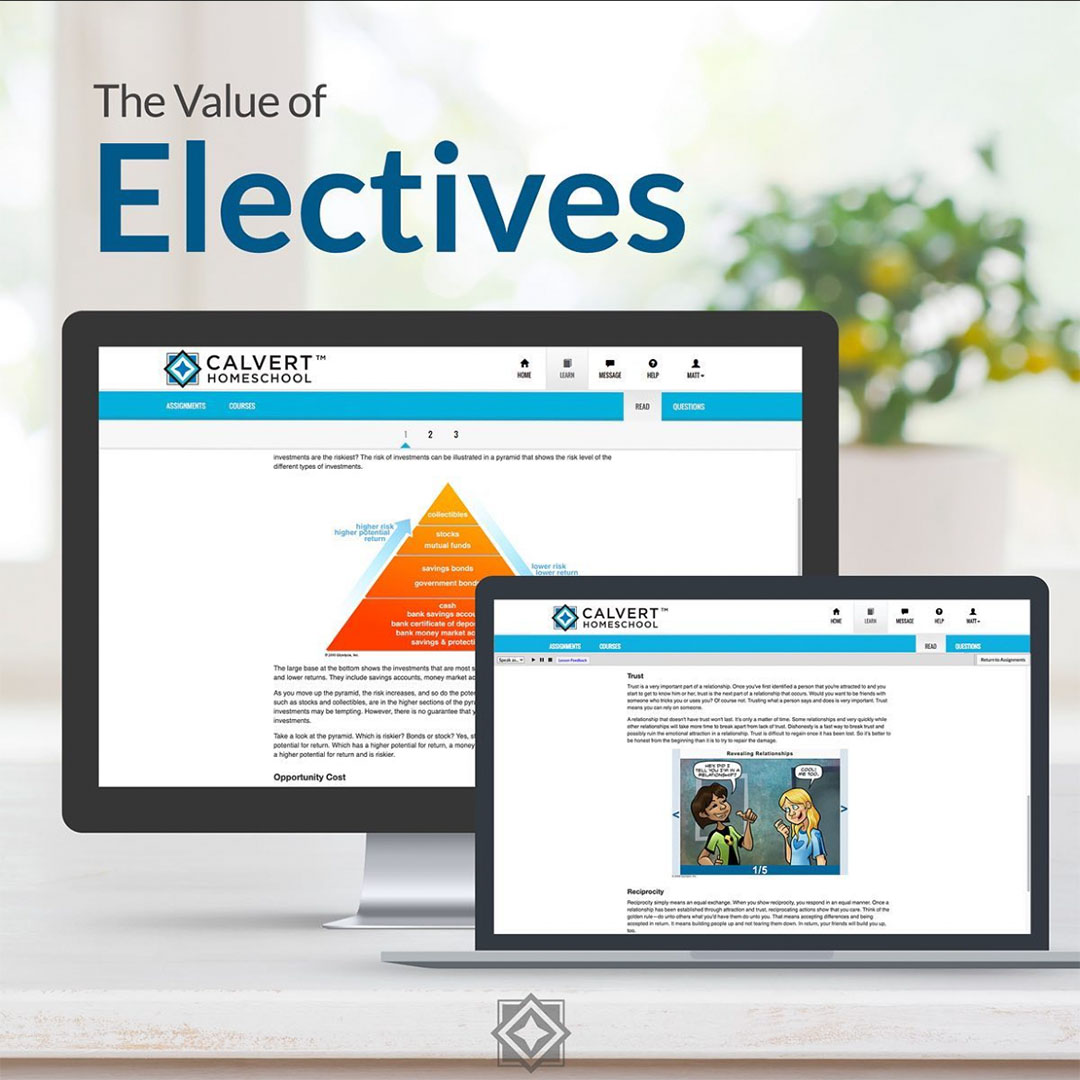 The Value of
Electives
CALVERT™
HOMESCHOOL
HOME
LEARN
MESSAGE
HELP
MATT
ASSIGNMENTS
COURSES
READ
QUESTIONS
1 2 3
investments are the riskiest? The risk of investments can be illustrated in a pyramid that shows the risk level of the
different types of investments.
collectibles
higher risk
higher potential
return
stocks
mutual funds
savings bonds
lower risk
lower return
government bond
cash
bank savings accou
bank certificate of depo
bank money market ac
savings & protecti
The large base at the bottom shows the investments that are most s
and lower returns. They include savings accounts, money market ac
As you move up the pyramid, the risk increases, and so do the pote
such as stocks and collectibles, are in the higher sections of the pyra
investments may be tempting. However, there is no guarantee that y
investments.
Take a look at the pyramid. Which is riskier? Bonds or stock? Yes, st
potential for return. Which has a higher potential for return, a money
a higher potential for return and is riskier.
Opportunity Cost
CALVERT™
HOMESCHOOL
HOME
LEARN
MESSAGE
HELP
MATT
ASSIGNMENTS
COURSES
READ
QUESTIONS
Speak as...
Lesson Feedback
Return to Assignments
Trust
Trust is a very important part of a relationship. Once you've first identified a person that you're attracted to and you
start to get to know him or her, trust is the next part of a relationship that occurs. Would you want to be friends with
someone who tricks you or uses you? Of course not. Trusting what a person says and does is very important. Trust
means you can rely on someone.
A relationship that doesn't have trust won't last. It's only a matter of time. Some relationships end very quickly while
other relationships will take more time to break apart from lack of trust. Dishonesty is a fast way to break trust and
possibly ruin the emotional attraction in a relationship. Trust is difficult to regain once it has been lost. So it's better to
be honest from the beginning than it is to try to repair the damage.
Revealing Relationships
HEY DID I
TELL YOU I'M IN A
RELATIONSHIP?
COOL!
ME TOO.
< >
1/5
Reciprocity
Reciprocity simply means an equal exchange. When you show reciprocity, you respond in an equal manner. Once a
relationship has been established through attraction and trust, reciprocating actions show that you care. Think of the
golden rule—do unto others what you'd have them do unto you. That means accepting differences and being
accepted in return. It means building people up and not tearing them down. In return, your friends will build you up,
too.